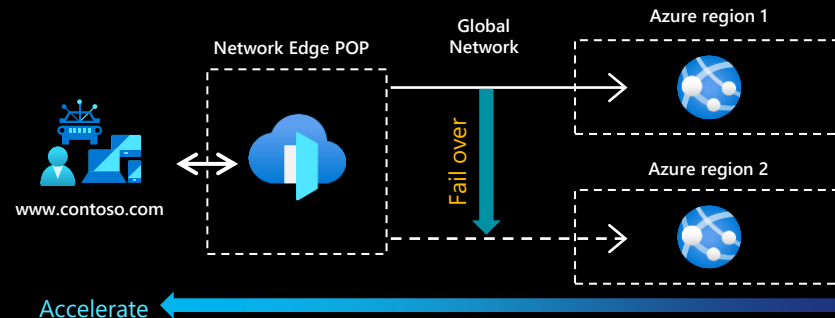 Azure region 1
Network Edge POP
Global
Network
Fail over
Azure region 2
www.contoso.com
Accelerate